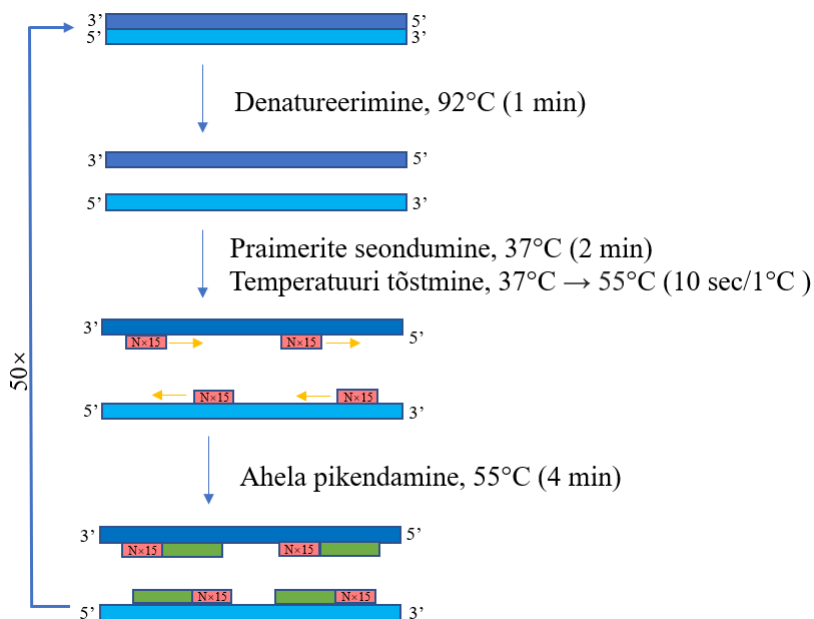 3’ 5’
5’ 3’
Denatureerimine, 92°C (1 min)
3’ 5’
5’ 3’
Praimerite seondumine, 37°C (2 min)
Temperatuuri tõstmine, 37°C → 55°C (10 sec/1°C )
3’ 5’
N×15 N×15
50×
N×15 N×15
5’ 3’
Ahela pikendamine, 55°C (4 min)
3’ 5’
N×15 N×15
N×15 N×15
5’ 3’